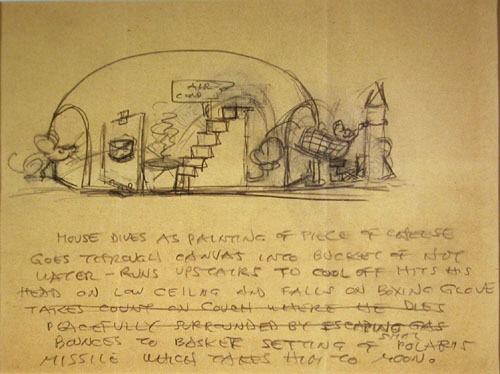 AIR
COND
MOUSE DIVES AS PAINTING OF PIECE OF CHEESE
GOES THROUGH CANVAS INTO BUCKET OF HOT
WATER - RUNS UPSTAIRS TO COOL OFF HITS HIS
HEAD ON LOW CEILING AND FALLS ON BOXING GLOVE
TAKES COUNT ON COUCH WHERE HE DIES
PEACEFULLY SURROUNDED BY ESCAPING GAS
BOUNCES TO BASKET SETTING OFF SMALL POLARIS
MISSILE WHICH TAKES HIM TO MOON.